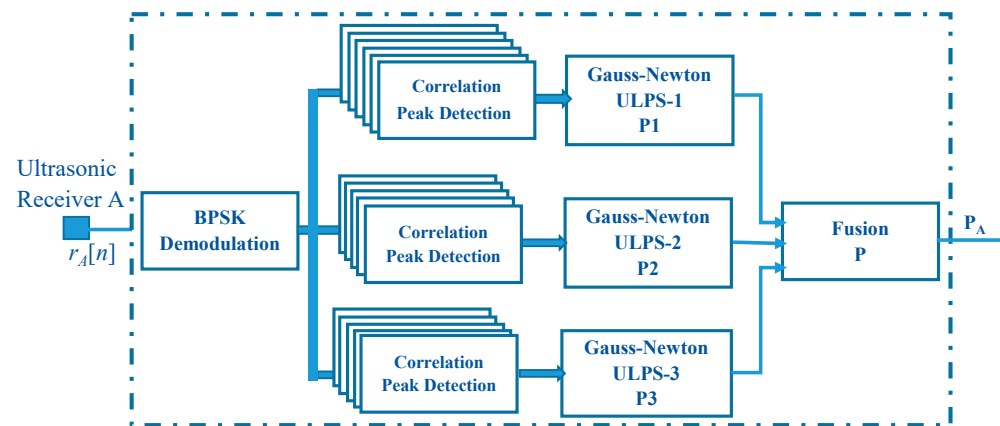 Ultrasonic
Receiver A
r_A[n]
BPSK
Demodulation
Correlation
Peak Detection
Gauss-Newton
ULPS-1
P1
Correlation
Peak Detection
Gauss-Newton
ULPS-2
P2
Correlation
Peak Detection
Gauss-Newton
ULPS-3
P3
Fusion
P
P_A